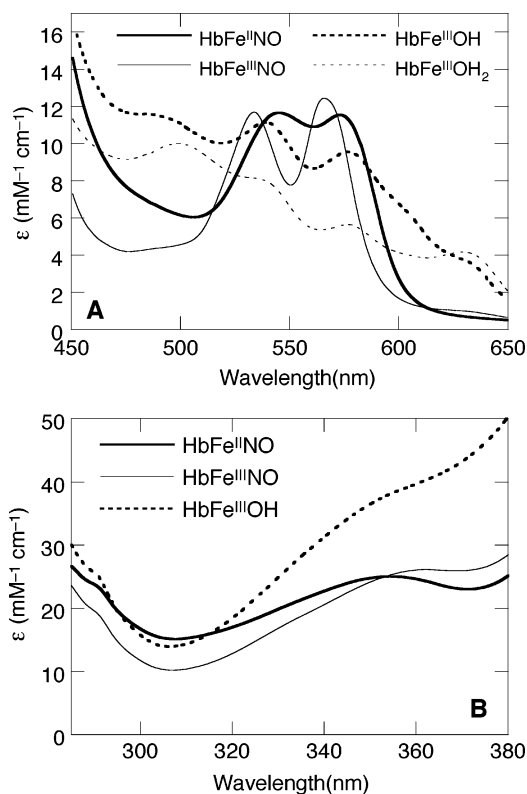 16
14
12
10
8
6
4
2
0
ε (mM⁻¹ cm⁻¹)
HbFeᴵᴵNO
HbFeᴵᴵᴵOH
HbFeᴵᴵᴵNO
HbFeᴵᴵᴵOH₂
A
450 500 550 600 650
Wavelength(nm)
50
40
30
20
10
0
ε (mM⁻¹ cm⁻¹)
HbFeᴵᴵNO
HbFeᴵᴵᴵNO
HbFeᴵᴵᴵOH
B
300 320 340 360 380
Wavelength(nm)